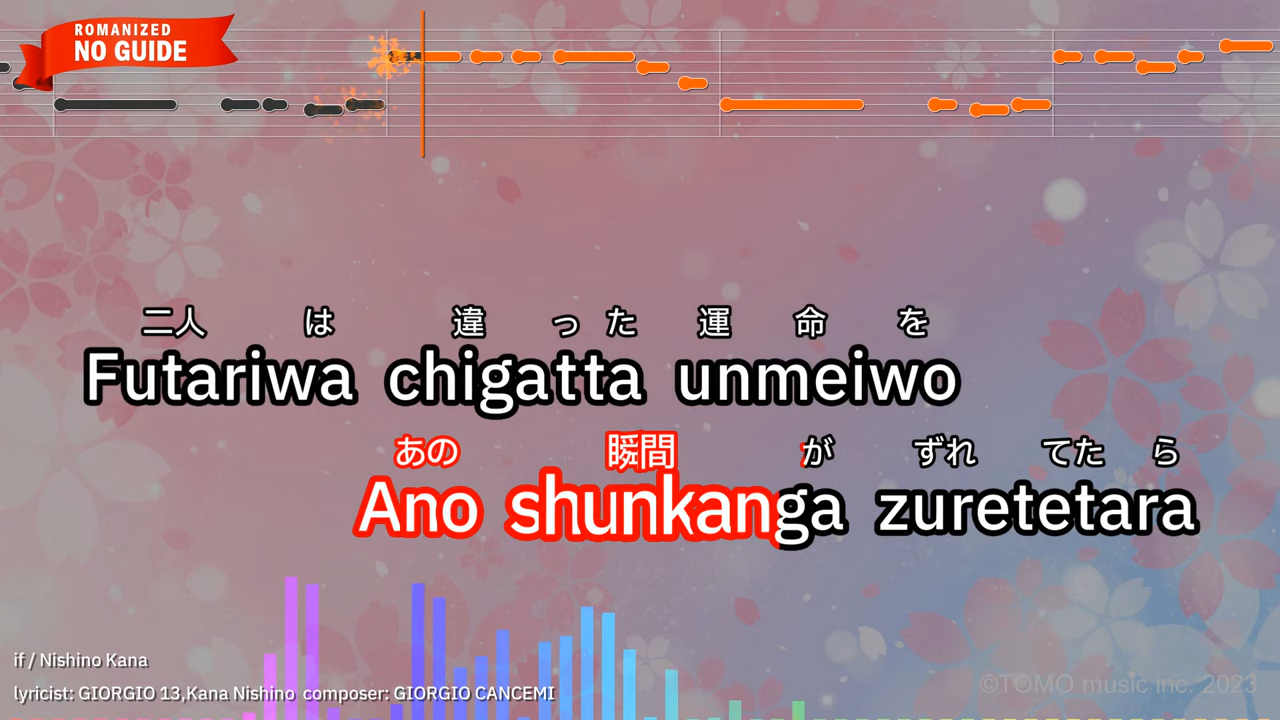 ROMANIZED
NO GUIDE
二人 は 違 っ た 運 命 を
Futariwa chigatta unmeiwo
あの 瞬間 が ずれ てた ら
Ano shunkanga zuretetara
if / Nishino Kana
lyricist: GIORGIO 13,Kana Nishino composer: GIORGIO CANCEMI
©TOMO music inc. 2023